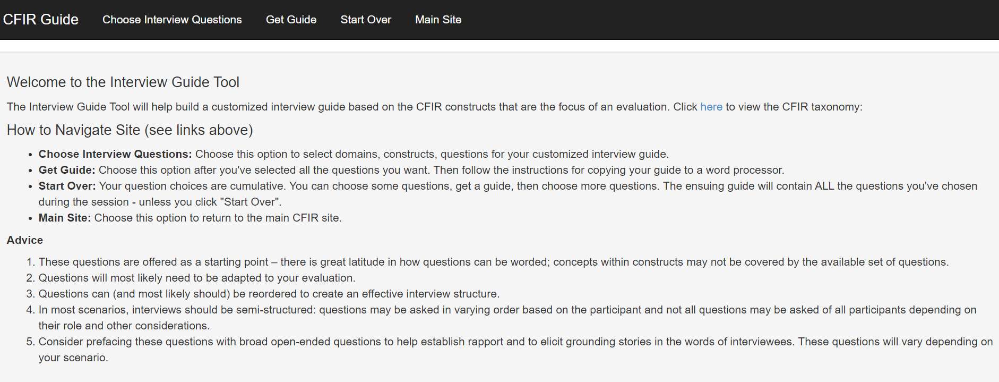 CFIR Guide Choose Interview Questions Get Guide Start Over Main Site
Welcome to the Interview Guide Tool
The Interview Guide Tool will help build a customized interview guide based on the CFIR constructs that are the focus of an evaluation. Click here to view the CFIR taxonomy:
How to Navigate Site (see links above)
• Choose Interview Questions: Choose this option to select domains, constructs, questions for your customized interview guide.
• Get Guide: Choose this option after you've selected all the questions you want. Then follow the instructions for copying your guide to a word processor.
• Start Over: Your question choices are cumulative. You can choose some questions, get a guide, then choose more questions. The ensuing guide will contain ALL the questions you've chosen
during the session - unless you click "Start Over".
• Main Site: Choose this option to return to the main CFIR site.
Advice
1. These questions are offered as a starting point – there is great latitude in how questions can be worded; concepts within constructs may not be covered by the available set of questions.
2. Questions will most likely need to be adapted to your evaluation.
3. Questions can (and most likely should) be reordered to create an effective interview structure.
4. In most scenarios, interviews should be semi-structured: questions may be asked in varying order based on the participant and not all questions may be asked of all participants depending on
their role and other considerations.
5. Consider prefacing these questions with broad open-ended questions to help establish rapport and to elicit grounding stories in the words of interviewees. These questions will vary depending on
your scenario.